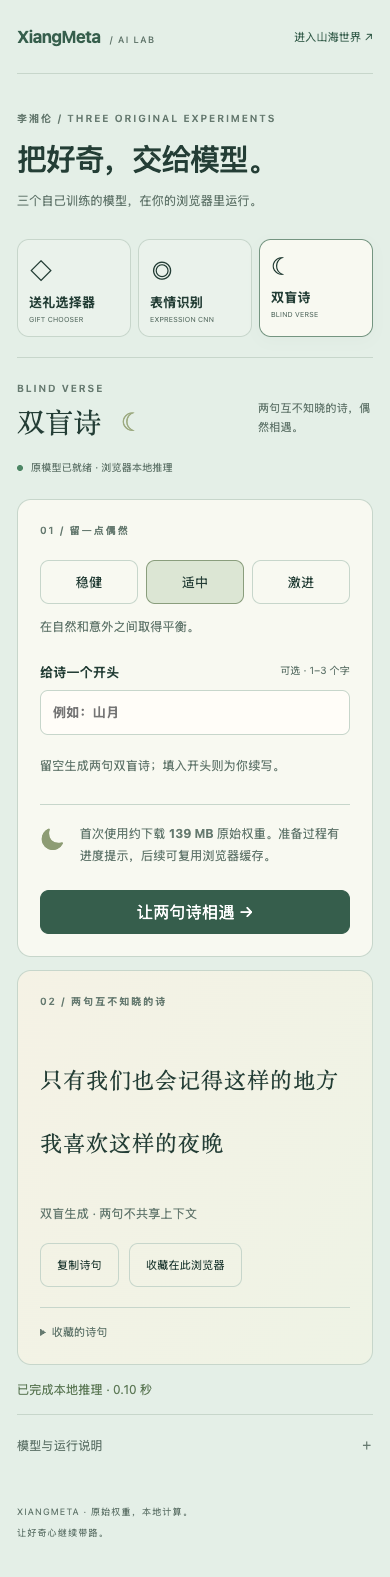 XiangMeta / AI LAB 进入山海世界 ↗
李湘伦 / THREE ORIGINAL EXPERIMENTS
把好奇，交给模型。
三个自己训练的模型，在你的浏览器里运行。
送礼选择器 表情识别 双盲诗
GIFT CHOOSER EXPRESSION CNN BLIND VERSE
BLIND VERSE
双盲诗
两句互不知晓的诗，偶
然相遇。
原模型已就绪 · 浏览器本地推理
01 / 留一点偶然
稳健 适中 激进
在自然和意外之间取得平衡。
给诗一个开头 可选 · 1–3 个字
例如：山月
留空生成两句双盲诗；填入开头则为你续写。
首次使用约下载 139 MB 原始权重。准备过程有
进度提示，后续可复用浏览器缓存。
让两句诗相遇 →
02 / 两句互不知晓的诗
只有我们也会记得这样的地方
我喜欢这样的夜晚
双盲生成 · 两句不共享上下文
复制诗句 收藏在此浏览器
▶ 收藏的诗句
已完成本地推理 · 0.10 秒
模型与运行说明 +
XIANGMETA · 原始权重，本地计算。
让好奇心继续带路。